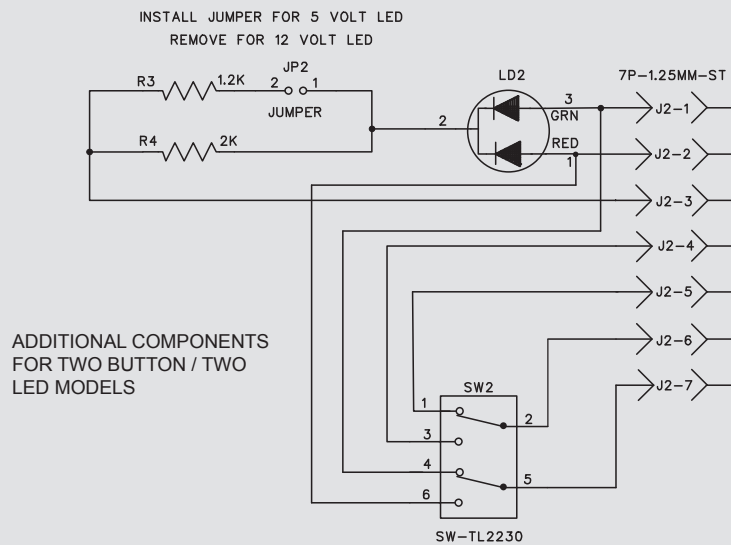 INSTALL JUMPER FOR 5 VOLT LED
REMOVE FOR 12 VOLT LED
R3
1.2K
JP2
2
1
JUMPER
R4
2K
LD2
2
3
GRN
RED
1
7P-1.25MM-ST
J2-1
J2-2
J2-3
J2-4
J2-5
J2-6
J2-7
ADDITIONAL COMPONENTS
FOR TWO BUTTON / TWO
LED MODELS
SW2
1
2
3
4
5
6
SW-TL2230